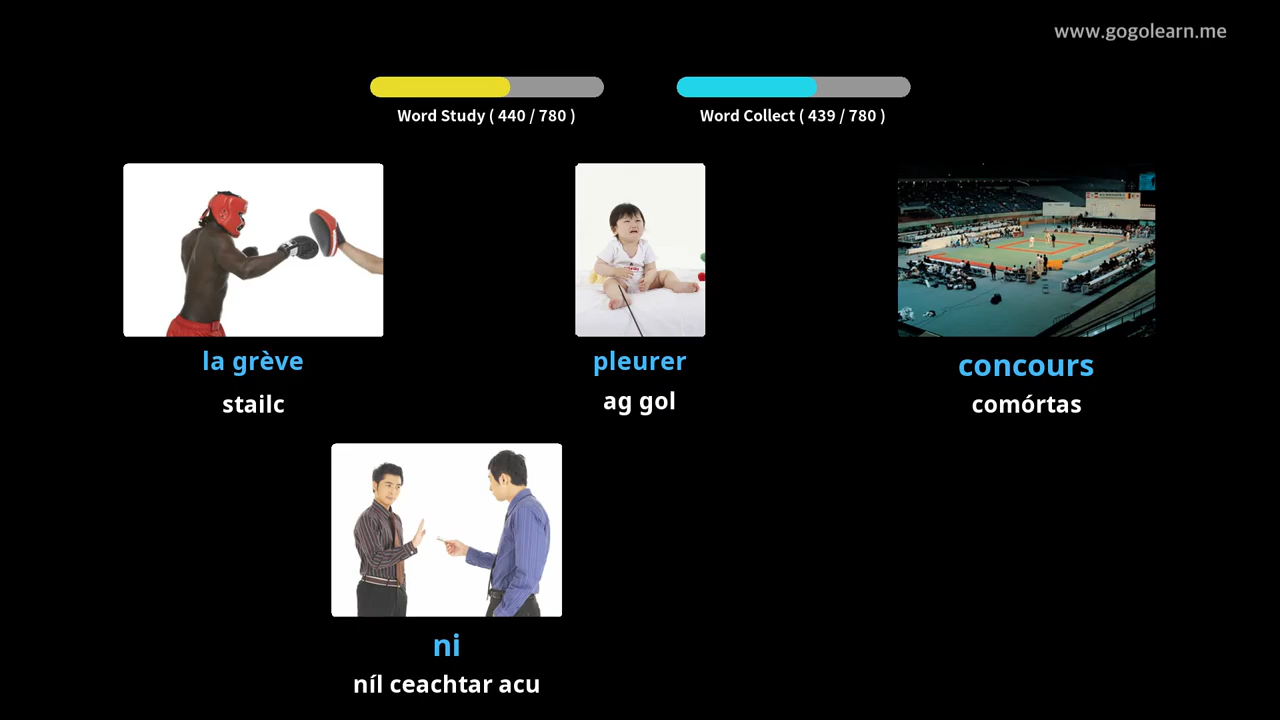 www.gogolearn.me
Word Study ( 440 / 780 )
Word Collect ( 439 / 780 )
la grève
pleurer
concours
stailc
ag gol
comórtas
ni
níl ceachtar acu